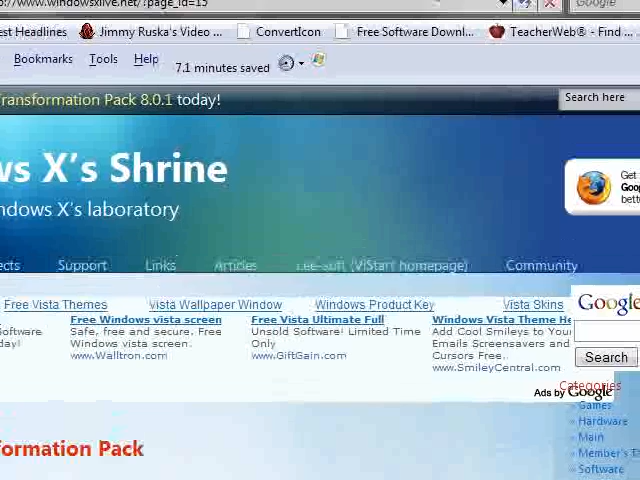 p://www.windowsxlive.net/?page_id=15
Google
test Headlines Jimmy Ruska's Video ... ConvertIcon Free Software Downl... TeacherWeb® - Find ...
Bookmarks Tools Help 7.1 minutes saved
ransformation Pack 8.0.1 today! Search here
ws X's Shrine
ndows X's laboratory
Get
Goog
bette
ects Support Links Articles Lee-Soft (ViStart homepage) Community
Free Vista Themes Vista Wallpaper Window Windows Product Key Vista Skins
Google
oftware
day!
Free Windows vista screen
Safe, free and secure. Free
Windows vista screen.
www.Walltron.com
Free Vista Ultimate Full
Unsold Software! Limited Time
Only
www.GiftGain.com
Windows Vista Theme He
Add Cool Smileys to Your
Emails Screensavers and
Cursors Free.
www.SmileyCentral.com
Search
Ads by Google
Categories
» Games
» Hardware
» Main
» Member's T
» Software
formation Pack